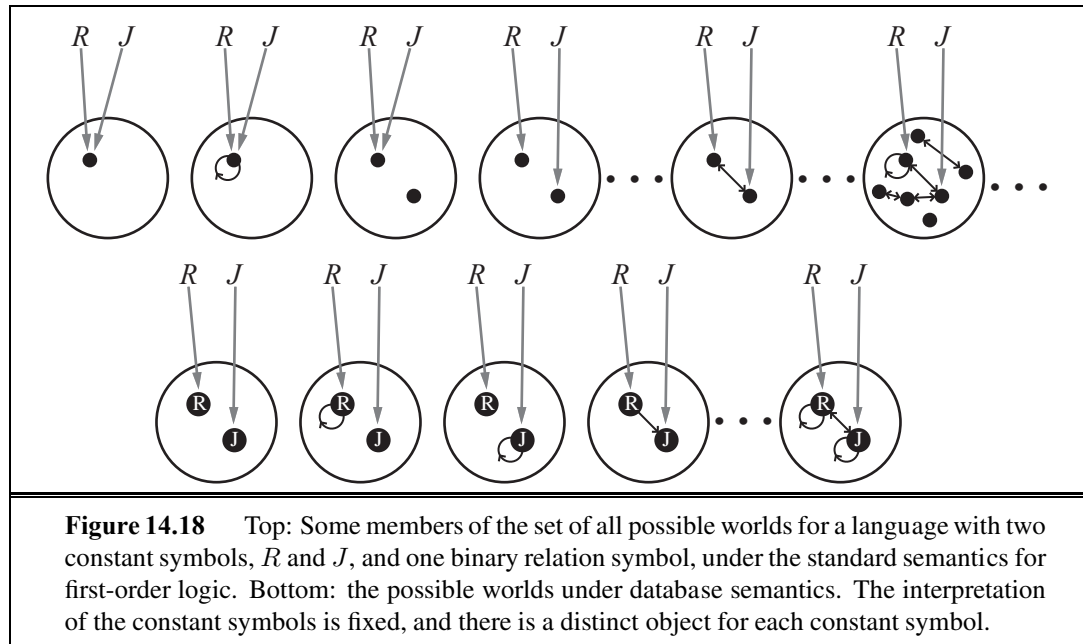 R J R J R J R J R J R J
R J R J R J R J R J
R R R R R
J J J J J
Figure 14.18 Top: Some members of the set of all possible worlds for a language with two
constant symbols, R and J, and one binary relation symbol, under the standard semantics for
first-order logic. Bottom: the possible worlds under database semantics. The interpretation
of the constant symbols is fixed, and there is a distinct object for each constant symbol.